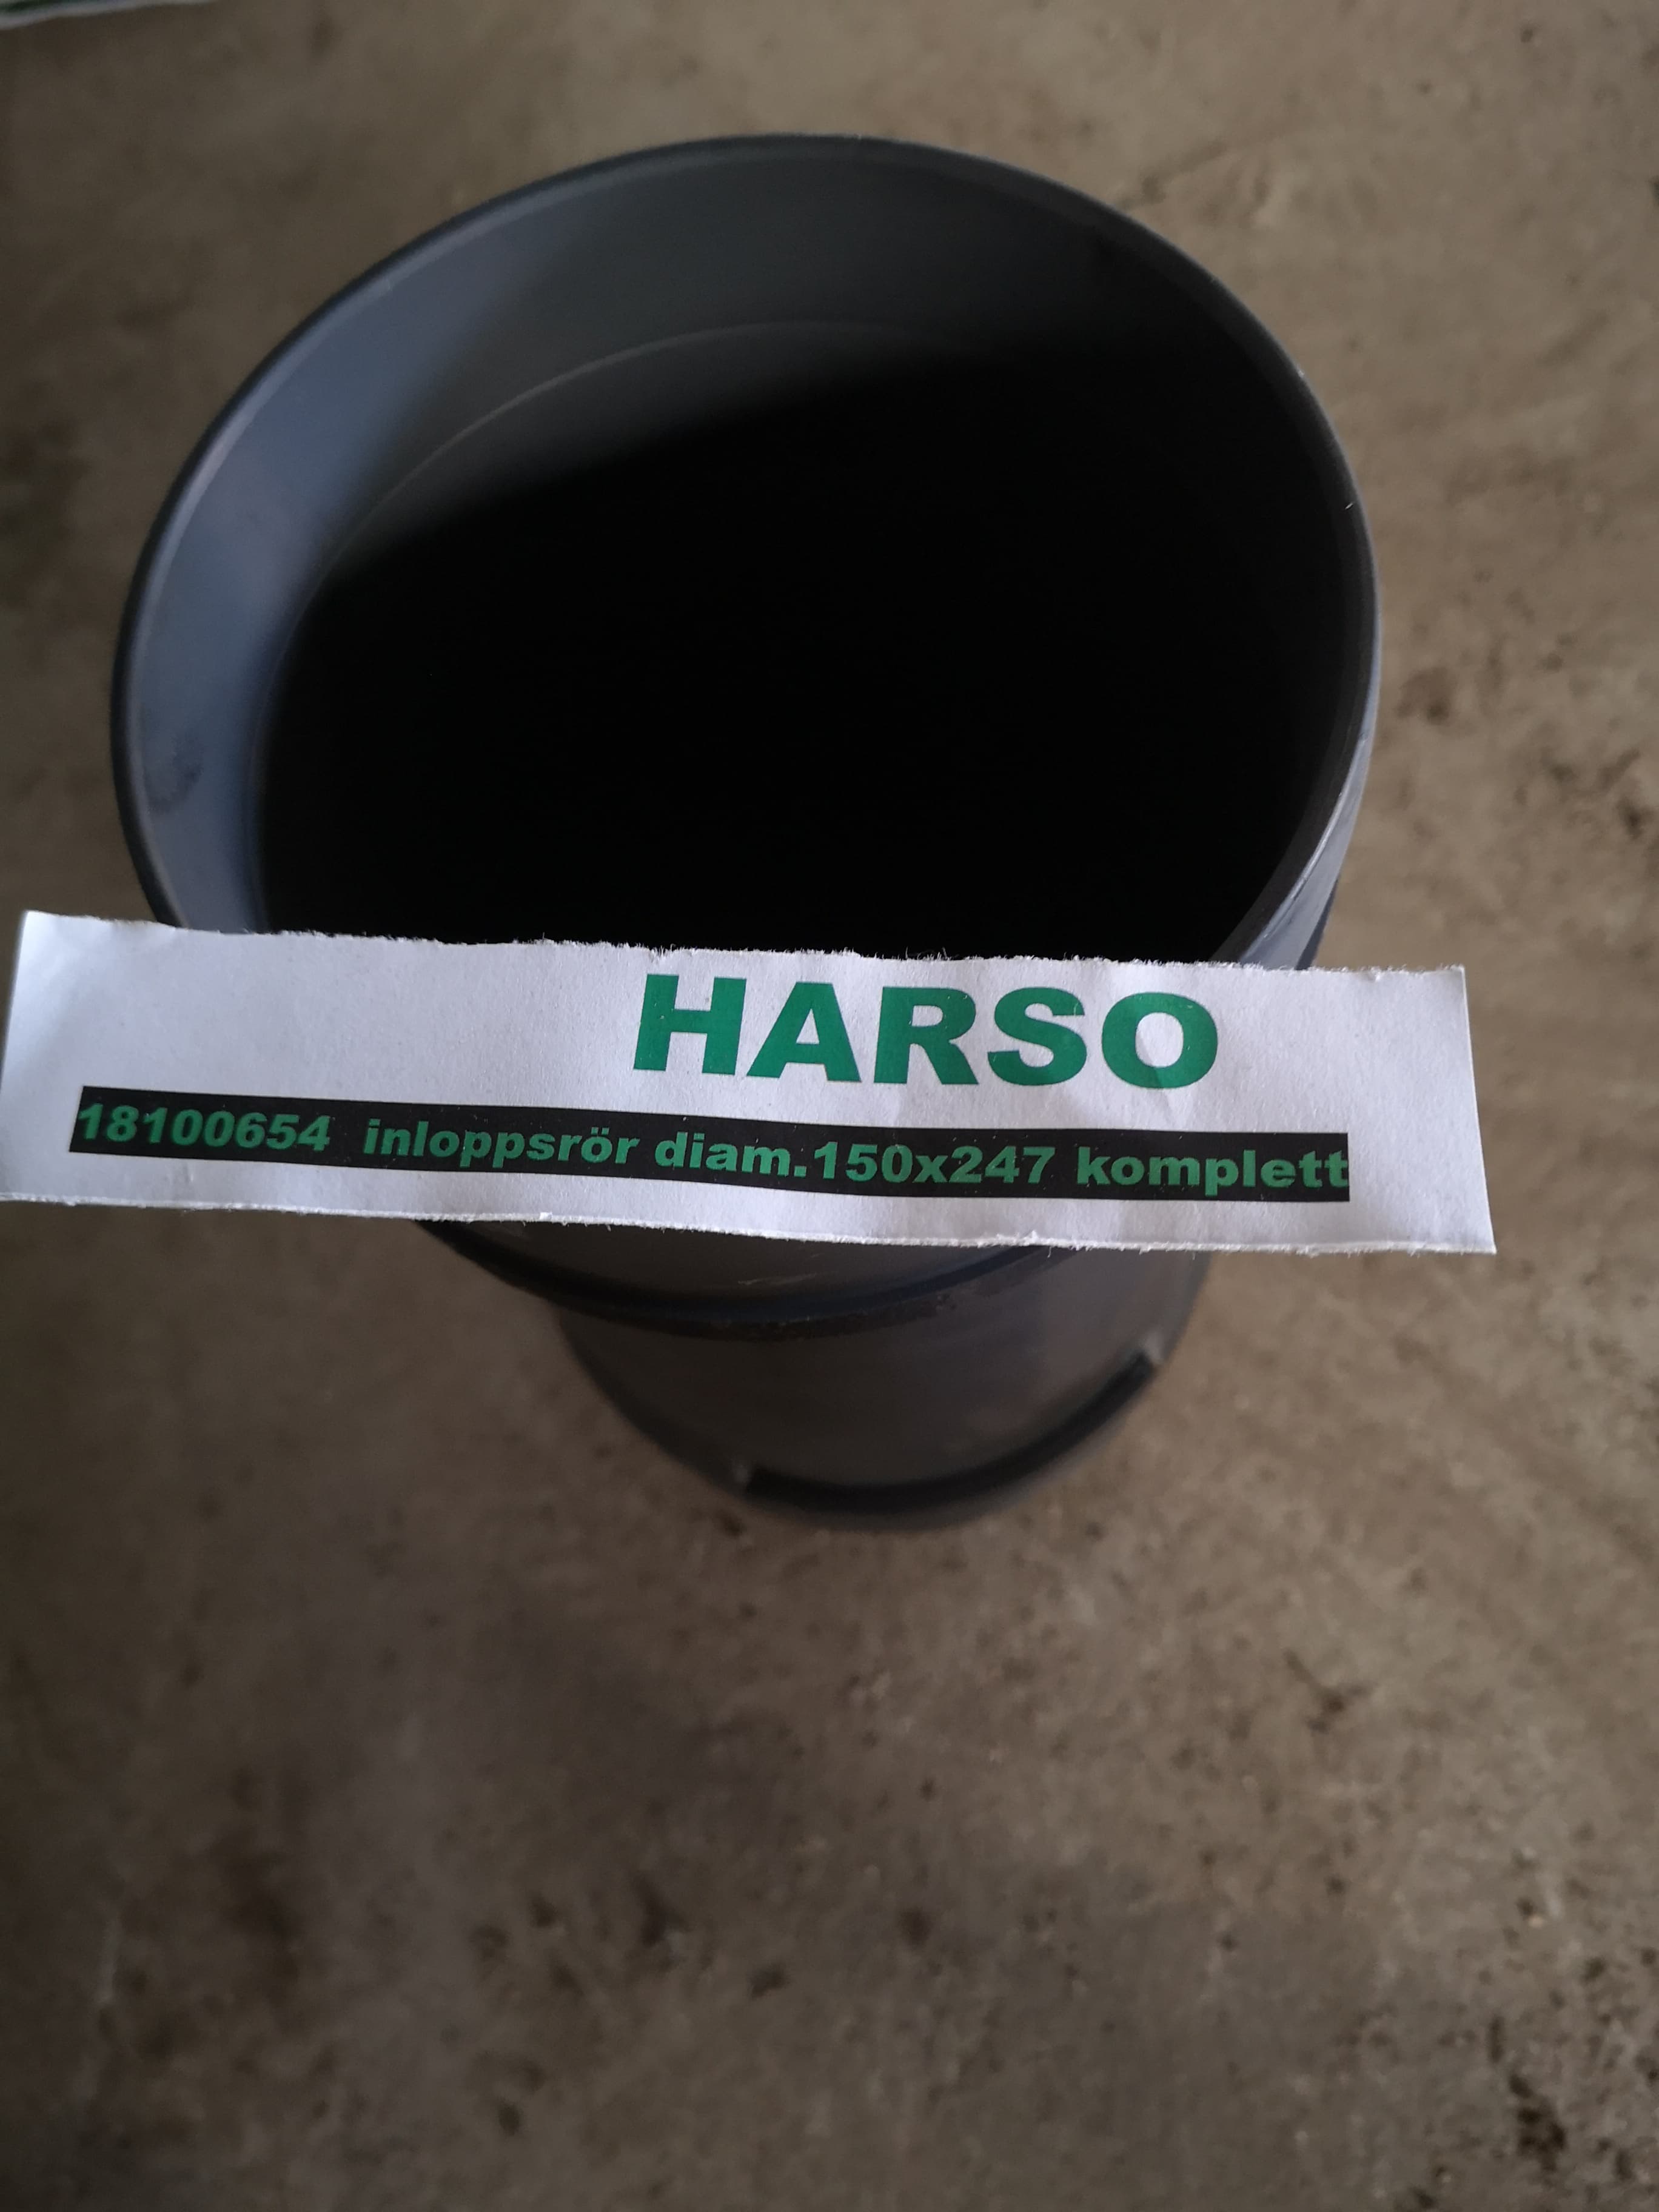 HARSO
18100654 inloppsrör diam.150x247 komplett